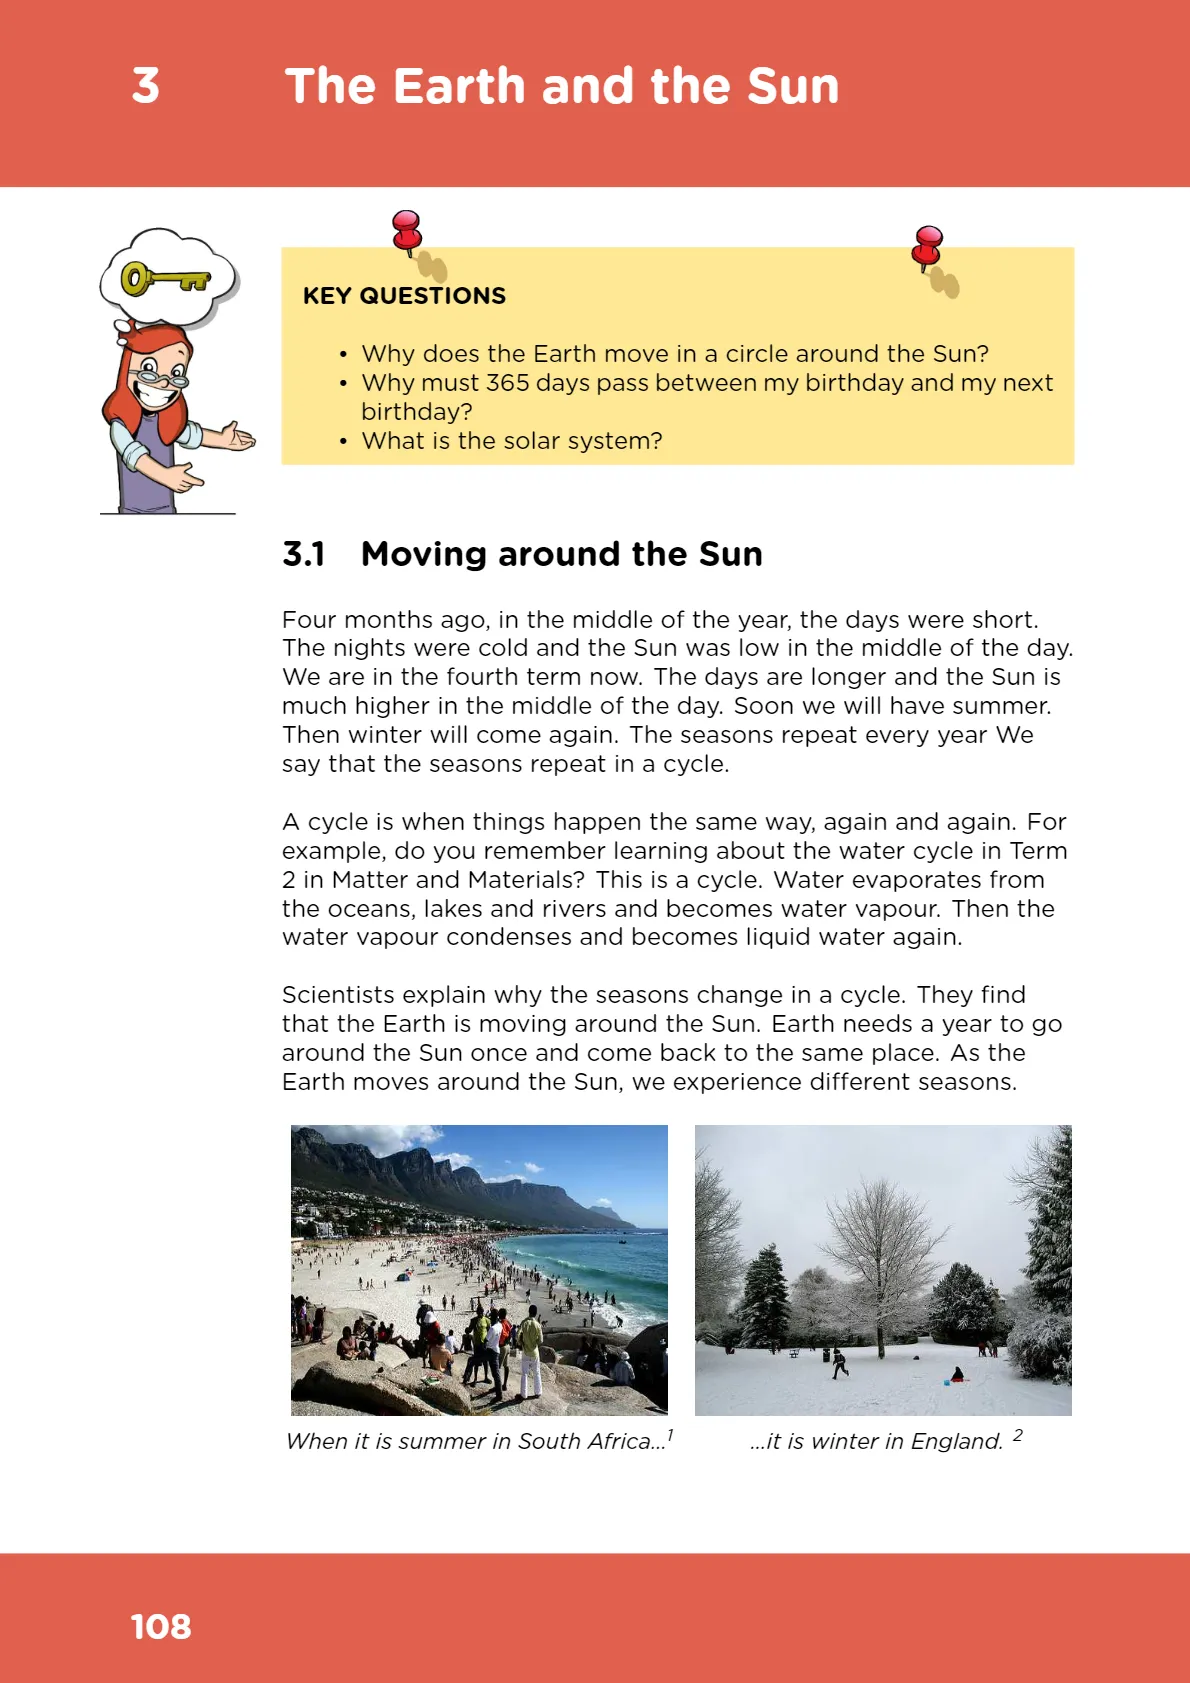 3 The Earth and the Sun
KEY QUESTIONS
• Why does the Earth move in a circle around the Sun?
• Why must 365 days pass between my birthday and my next
birthday?
• What is the solar system?
3.1 Moving around the Sun
Four months ago, in the middle of the year, the days were short.
The nights were cold and the Sun was low in the middle of the day.
We are in the fourth term now. The days are longer and the Sun is
much higher in the middle of the day. Soon we will have summer.
Then winter will come again. The seasons repeat every year We
say that the seasons repeat in a cycle.
A cycle is when things happen the same way, again and again. For
example, do you remember learning about the water cycle in Term
2 in Matter and Materials? This is a cycle. Water evaporates from
the oceans, lakes and rivers and becomes water vapour. Then the
water vapour condenses and becomes liquid water again.
Scientists explain why the seasons change in a cycle. They find
that the Earth is moving around the Sun. Earth needs a year to go
around the Sun once and come back to the same place. As the
Earth moves around the Sun, we experience different seasons.
When it is summer in South Africa...1
...it is winter in England. 2
108